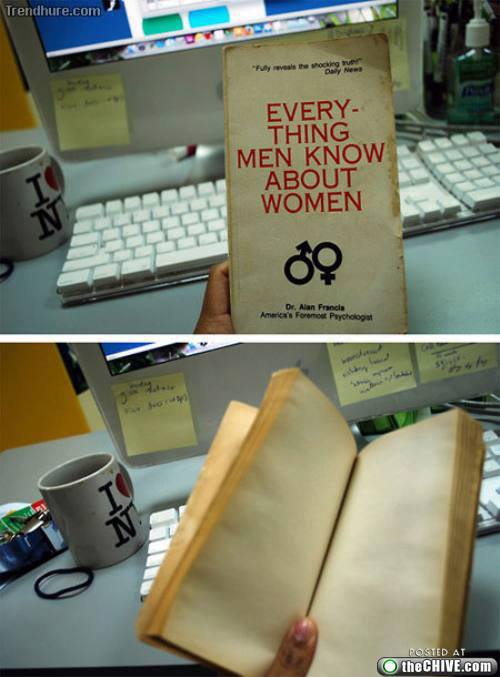 Trendhure.com
"Fully reveals the shocking truth!"
Daily News
EVERY-
THING
MEN KNOW
ABOUT
WOMEN
Dr. Alan Francis
America's Foremost Psychologist
I
N
I
N
POSTED AT
theCHIVE.com